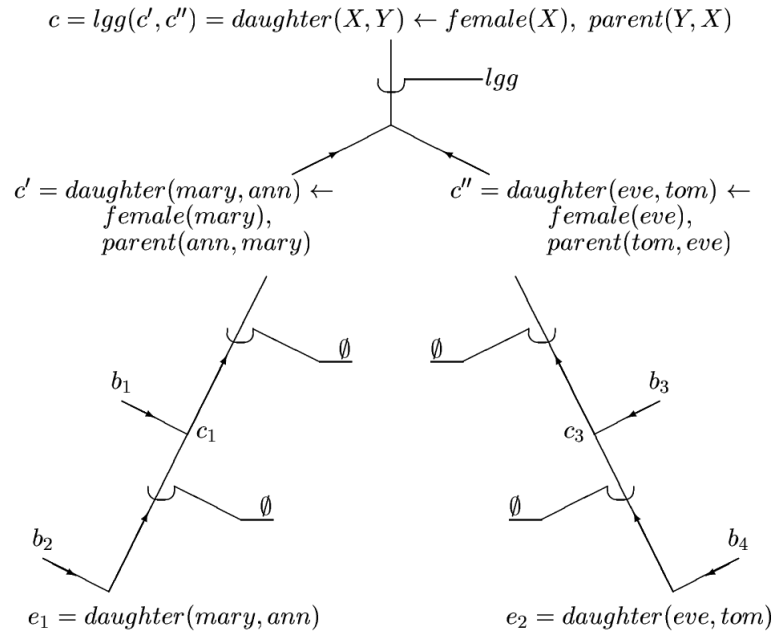 c = lgg(c′, c″) = daughter(X, Y) ← female(X), parent(Y, X)
lgg
c′ = daughter(mary, ann) ←
female(mary),
parent(ann, mary)
c″ = daughter(eve, tom) ←
female(eve),
parent(tom, eve)
∅
∅
b₁
b₃
c₁
c₃
∅
∅
b₂
b₄
e₁ = daughter(mary, ann)
e₂ = daughter(eve, tom)